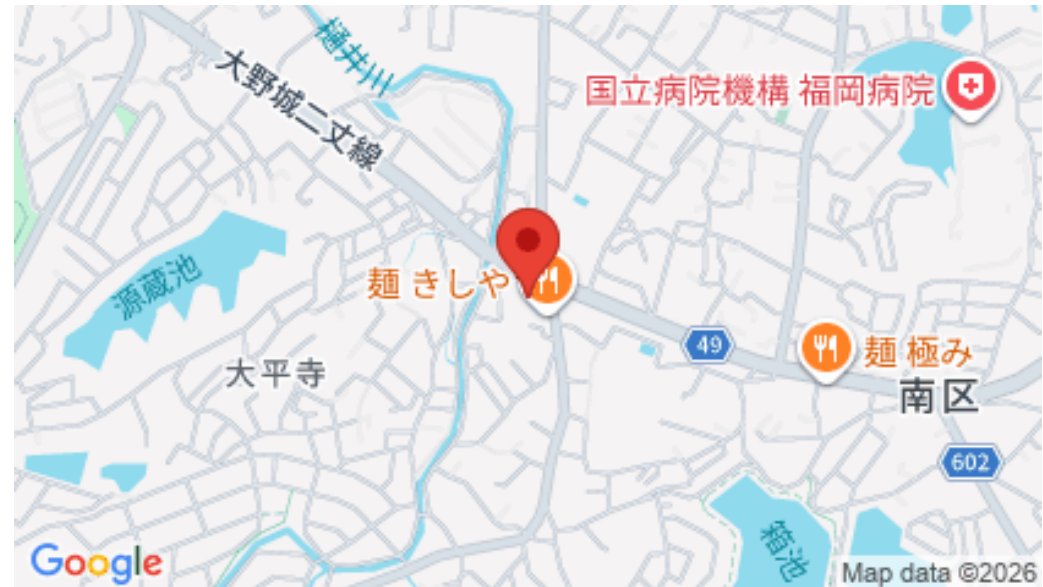 樋井川
大野城二丈線
国立病院機構 福岡病院
源蔵池
麺 きしや
49
麺 極み
大平寺
南区
602
箱池
Google
Map data ©2026